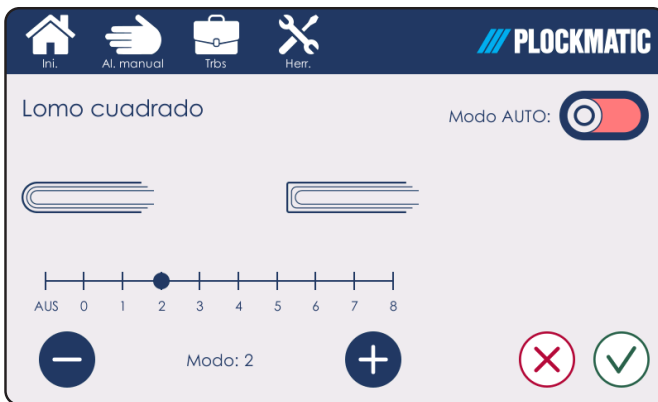 Ini. Al. manual Trbs Herr. PLOCKMATIC
Lomo cuadrado
Modo AUTO:
AUS 0 1 2 3 4 5 6 7 8
Modo: 2